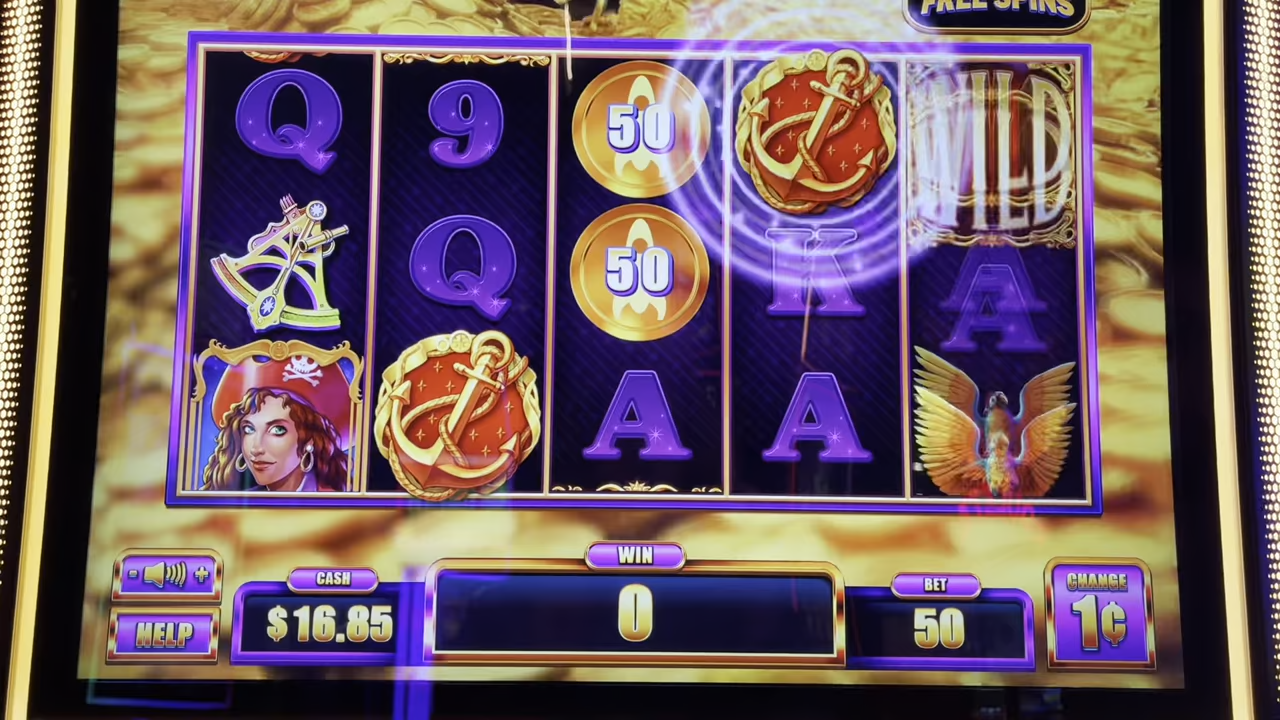 FREE SPINS
Q 9 50 WILD
Q 50 K A
A A
WIN
- +
CASH
BET
CHANGE
HELP
$16.85
0
50
1¢